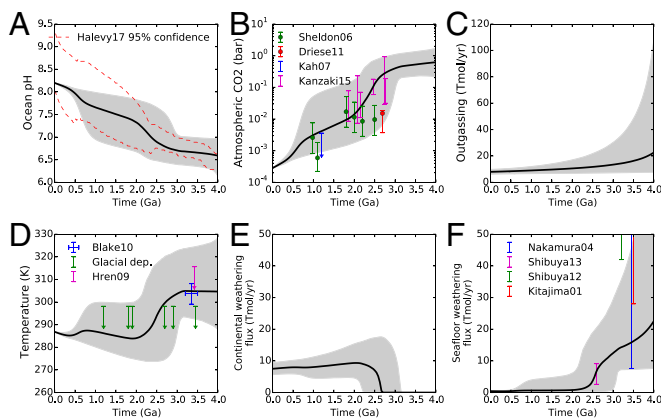 A
Halevy17 95% confidence
Ocean pH
9.5
9.0
8.5
8.0
7.5
7.0
6.5
6.0
0.0 0.5 1.0 1.5 2.0 2.5 3.0 3.5 4.0
Time (Ga)
B
Sheldon06
Driese11
Kah07
Kanzaki15
Atmospheric CO2 (bar)
10^2
10^1
10^0
10^-1
10^-2
10^-3
10^-4
0.0 0.5 1.0 1.5 2.0 2.5 3.0 3.5 4.0
Time (Ga)
C
Outgassing (Tmol/yr)
120
100
80
60
40
20
0
0.0 0.5 1.0 1.5 2.0 2.5 3.0 3.5 4.0
Time (Ga)
D
Blake10
Glacial dep.
Hren09
Temperature (K)
330
320
310
300
290
280
270
260
0.0 0.5 1.0 1.5 2.0 2.5 3.0 3.5 4.0
Time (Ga)
E
Continental weathering
flux (Tmol/yr)
50
40
30
20
10
0
0.0 0.5 1.0 1.5 2.0 2.5 3.0 3.5 4.0
Time (Ga)
F
Nakamura04
Shibuya13
Shibuya12
Kitajima01
Seafloor weathering
flux (Tmol/yr)
50
40
30
20
10
0
0.0 0.5 1.0 1.5 2.0 2.5 3.0 3.5 4.0
Time (Ga)